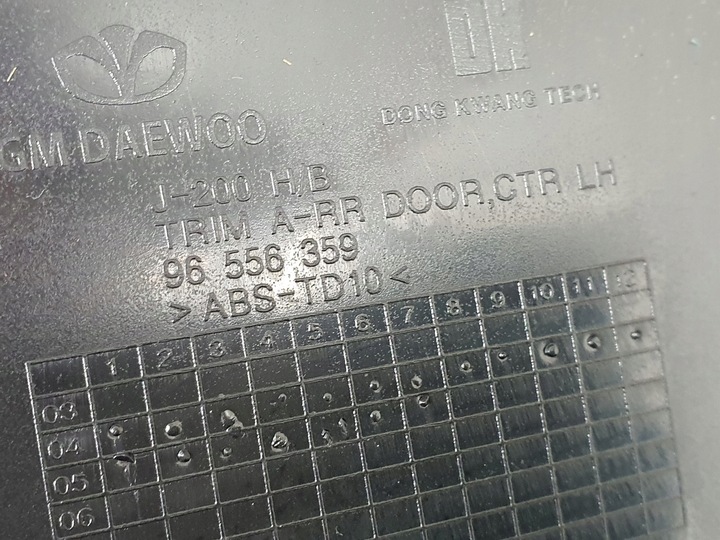 GM DAEWOO
DK
DONG KWANG TECH
J-200 H/B
TRIM A-RR DOOR,CTR LH
96 556 359
>ABS-TD10<
1 2 3 4 5 6 7 8 9 10 11 12
03
04
05
06